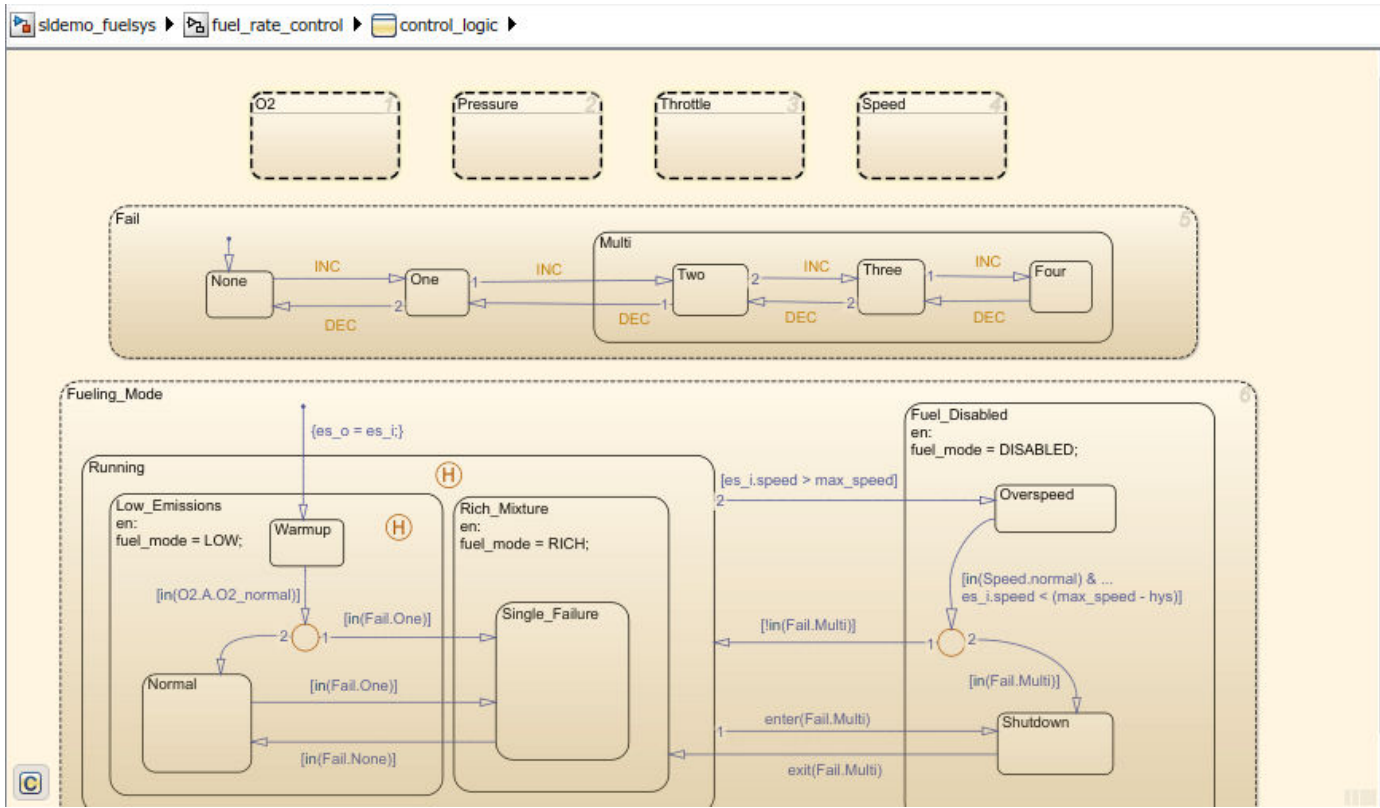 sldemo_fuelsys
fuel_rate_control
control_logic
O2
1
Pressure
2
Throttle
3
Speed
4
Fail
5
Multi
None
INC
DEC
One
1
2
INC
DEC
Two
2
1
INC
DEC
Three
1
2
INC
DEC
Four
Fueling_Mode
6
{es_o = es_i;}
Running
H
Low_Emissions
en:
fuel_mode = LOW;
Warmup
H
[in(O2.A.O2_normal)]
2
1
[in(Fail.One)]
Normal
[in(Fail.One)]
[in(Fail.None)]
Rich_Mixture
en:
fuel_mode = RICH;
Single_Failure
[es_i.speed > max_speed]
2
Fuel_Disabled
en:
fuel_mode = DISABLED;
Overspeed
[in(Speed.normal) & ...
es_i.speed < (max_speed - hys)]
[!in(Fail.Multi)]
1
2
[in(Fail.Multi)]
enter(Fail.Multi)
1
Shutdown
exit(Fail.Multi)
C